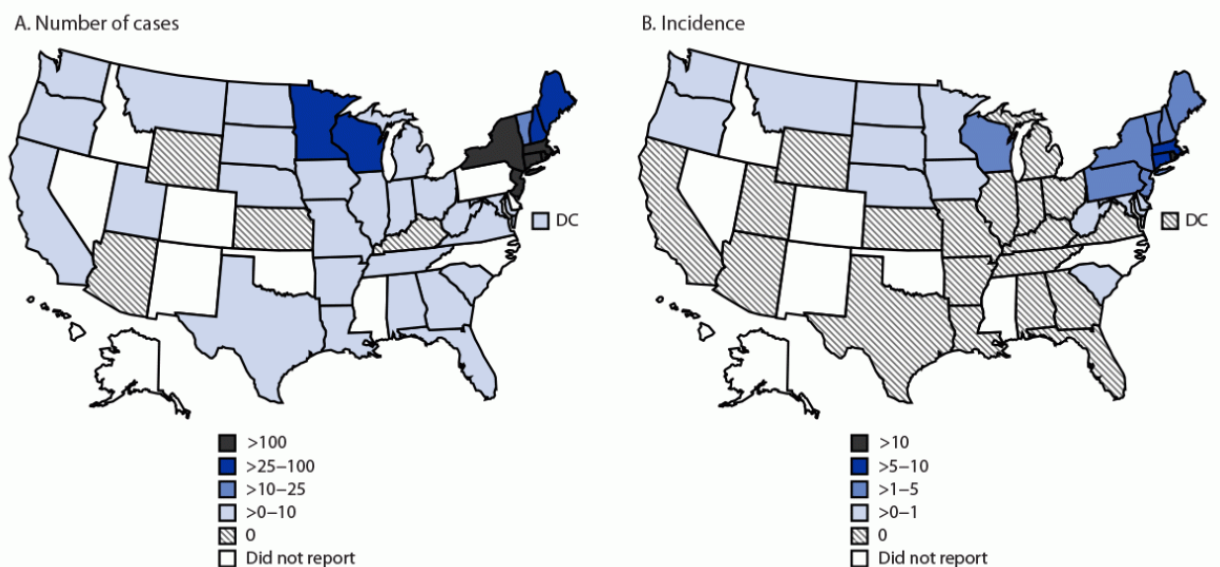 A. Number of cases
DC
>100
>25–100
>10–25
>0–10
0
Did not report
B. Incidence
DC
>10
>5–10
>1–5
>0–1
0
Did not report